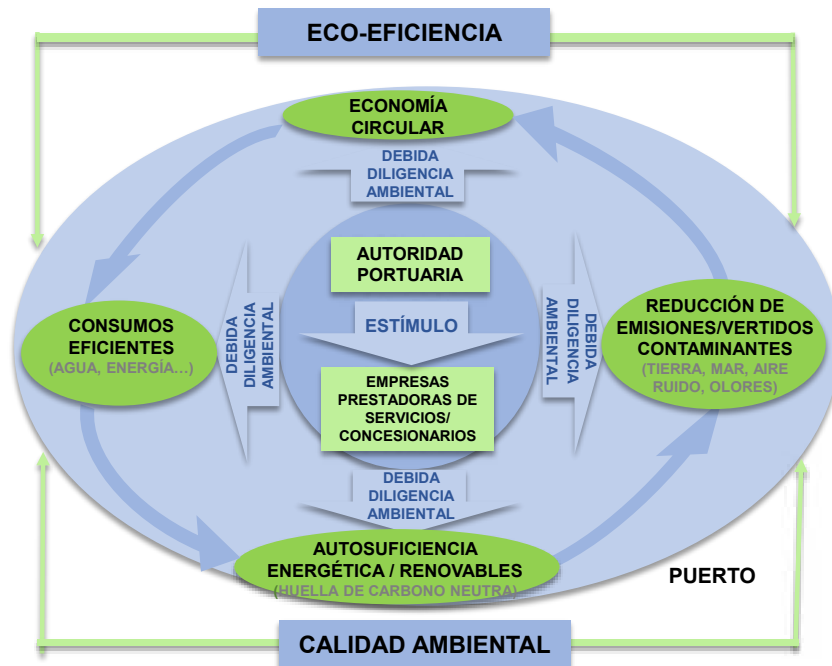 ECO-EFICIENCIA
ECONOMÍA
CIRCULAR
DEBIDA
DILIGENCIA
AMBIENTAL
AUTORIDAD
PORTUARIA
ESTÍMULO
EMPRESAS
PRESTADORAS DE
SERVICIOS/
CONCESIONARIOS
CONSUMOS
EFICIENTES
(AGUA, ENERGÍA…)
DEBIDA
DILIGENCIA
AMBIENTAL
DEBIDA
DILIGENCIA
AMBIENTAL
REDUCCIÓN DE
EMISIONES/VERTIDOS
CONTAMINANTES
(TIERRA, MAR, AIRE
RUIDO, OLORES)
DEBIDA
DILIGENCIA
AMBIENTAL
AUTOSUFICIENCIA
ENERGÉTICA / RENOVABLES
(HUELLA DE CARBONO NEUTRA)
PUERTO
CALIDAD AMBIENTAL